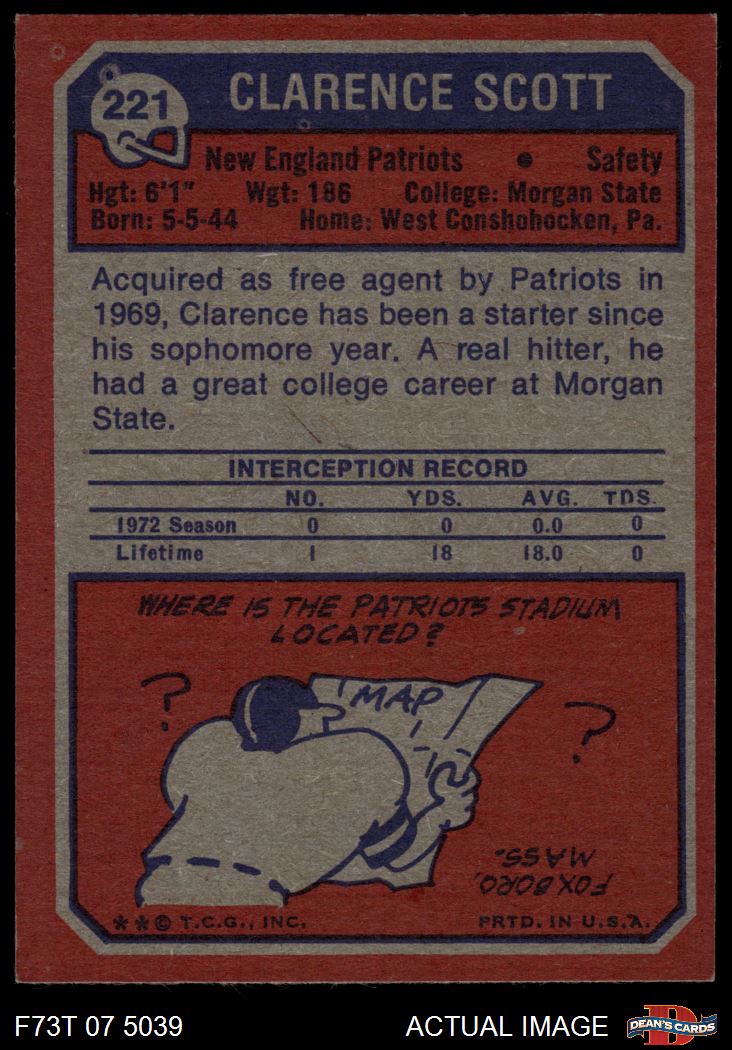 221
CLARENCE SCOTT
New England Patriots • Safety
Hgt: 6'1" Wgt: 186 College: Morgan State
Born: 5-5-44 Home: West Conshohocken, Pa.
Acquired as free agent by Patriots in
1969, Clarence has been a starter since
his sophomore year. A real hitter, he
had a great college career at Morgan
State.
INTERCEPTION RECORD
NO. YDS. AVG. TDS.
1972 Season 0 0 0.0 0
Lifetime 1 18 18.0 0
WHERE IS THE PATRIOTS STADIUM
LOCATED?
? MAP ?
FOXBORO,
MASS.
**© T.C.G., INC. PRTD. IN U.S.A.
F73T 07 5039 ACTUAL IMAGE D DEAN'S CARDS